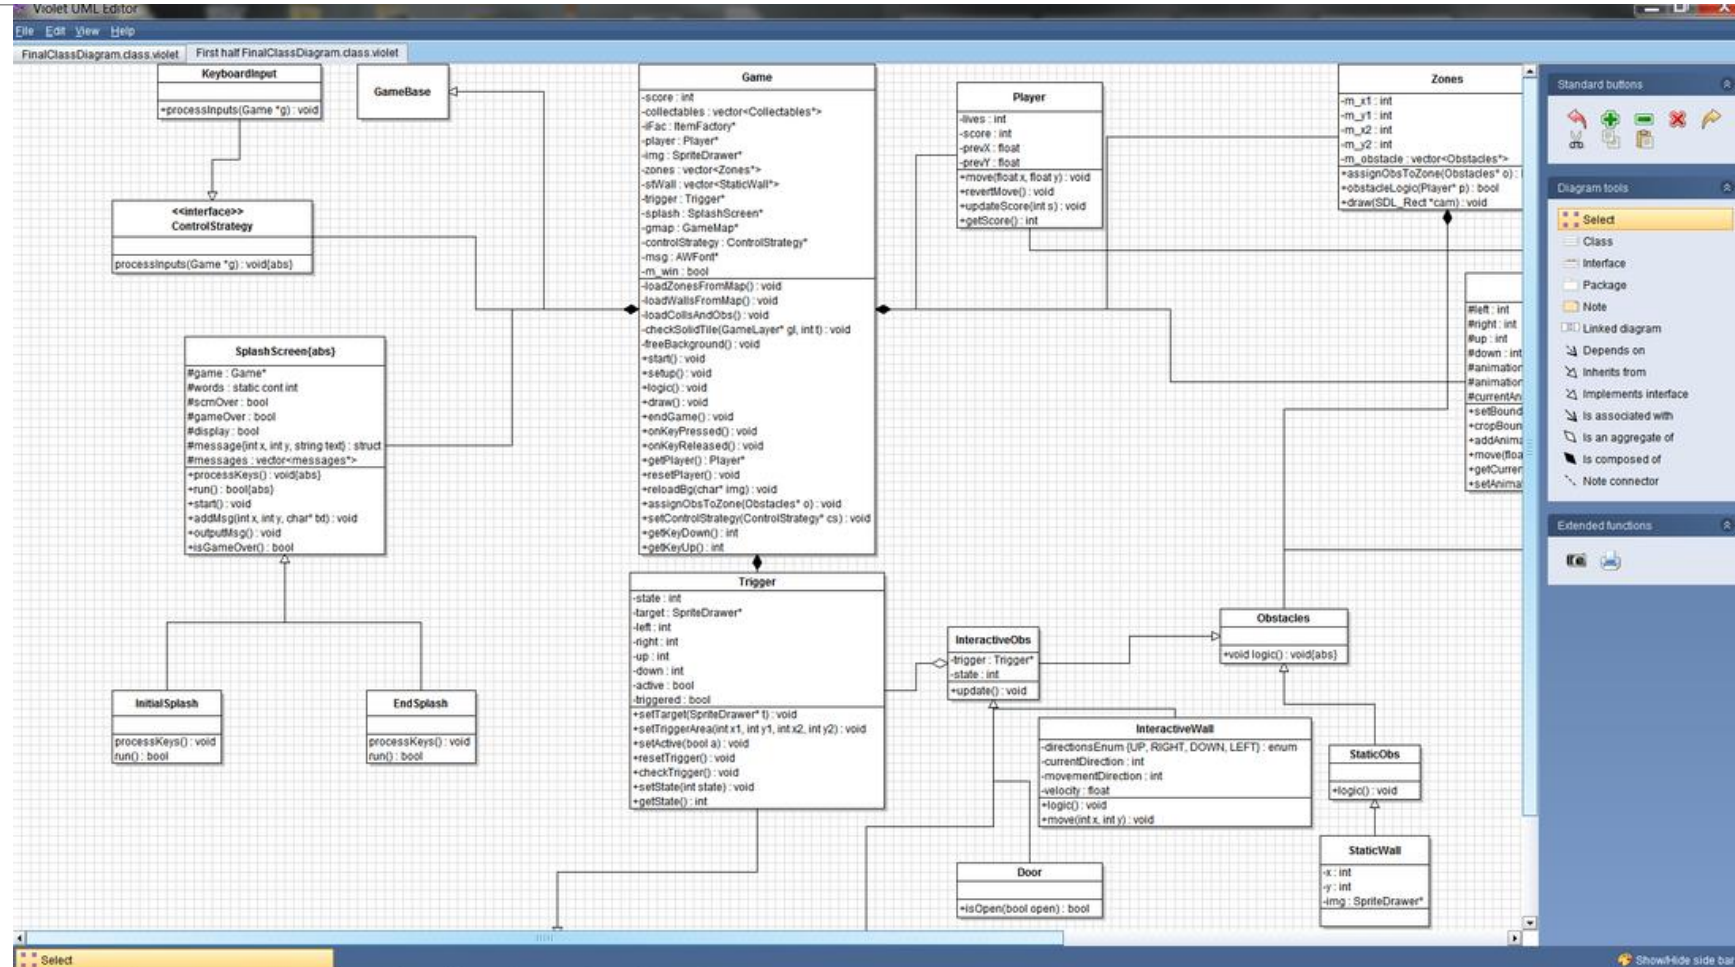 Violet UML Editor
File Edit View Help
FinalClassDiagram.class.violet
First half FinalClassDiagram.class.violet
KeyboardInput
+processInputs(Game *g) : void
GameBase
<<interface>>
ControlStrategy
processInputs(Game *g) : void{abs}
SplashScreen{abs}
#game : Game*
#words : static cont int
#scrnOver : bool
#gameOver : bool
#display : bool
#message(int x, int y, string text) : struct
#messages : vector<messages*>
+processKeys() : void{abs}
+run() : bool{abs}
+start() : void
+addMsg(int x, int y, char* txt) : void
+outputMsg() : void
+isGameOver() : bool
InitialSplash
processKeys() : void
run() : bool
EndSplash
processKeys() : void
run() : bool
Game
-score : int
-collectables : vector<Collectables*>
-iFac : ItemFactory*
-player : Player*
-img : SpriteDrawer*
-zones : vector<Zones*>
-stWall : vector<StaticWall*>
-trigger : Trigger*
-splash : SplashScreen*
-gmap : GameMap*
-controlStrategy : ControlStrategy*
-msg : AWFont*
-m_win : bool
-loadZonesFromMap() : void
-loadWallsFromMap() : void
-loadCollsAndObs() : void
-checkSolidTile(GameLayer* gl, int t) : void
-freeBackground() : void
+start() : void
+setup() : void
+logic() : void
+draw() : void
+endGame() : void
+onKeyPressed() : void
+onKeyReleased() : void
+getPlayer() : Player*
+resetPlayer() : void
+reloadBg(char* img) : void
+assignObsToZone(Obstacles* o) : void
+setControlStrategy(ControlStrategy* cs) : void
+getKeyDown() : int
+getKeyUp() : int
Trigger
-state : int
-target : SpriteDrawer*
-left : int
-right : int
-up : int
-down : int
-active : bool
-triggered : bool
+setTarget(SpriteDrawer* t) : void
+setTriggerArea(int x1, int y1, int x2, int y2) : void
+setActive(bool a) : void
+resetTrigger() : void
+checkTrigger() : void
+setState(int state) : void
+getState() : int
Player
-lives : int
-score : int
-prevX : float
-prevY : float
+move(float x, float y) : void
+revertMove() : void
+updateScore(int s) : void
+getScore() : int
Zones
-m_x1 : int
-m_y1 : int
-m_x2 : int
-m_y2 : int
-m_obstacle : vector<Obstacles*>
+assignObsToZone(Obstacles* o) :
+obstacleLogic(Player* p) : bool
+draw(SDL_Rect *cam) : void
#left : int
#right : int
#up : int
#down : int
#animation
#animation
#currentAn
+setBound
+cropBoun
+addAnima
+move(floa
+getCurren
+setAnima
InteractiveObs
-trigger : Trigger*
-state : int
+update() : void
Obstacles
+void logic() : void{abs}
InteractiveWall
-directionsEnum {UP, RIGHT, DOWN, LEFT} : enum
-currentDirection : int
-movementDirection : int
-velocity : float
+logic() : void
+move(int x, int y) : void
StaticObs
+logic() : void
StaticWall
-x : int
-y : int
-img : SpriteDrawer*
Door
+isOpen(bool open) : bool
Standard buttons
Diagram tools
Select
Class
Interface
Package
Note
Linked diagram
Depends on
Inherits from
Implements interface
Is associated with
Is an aggregate of
Is composed of
Note connector
Extended functions
Select
Show/Hide side bar